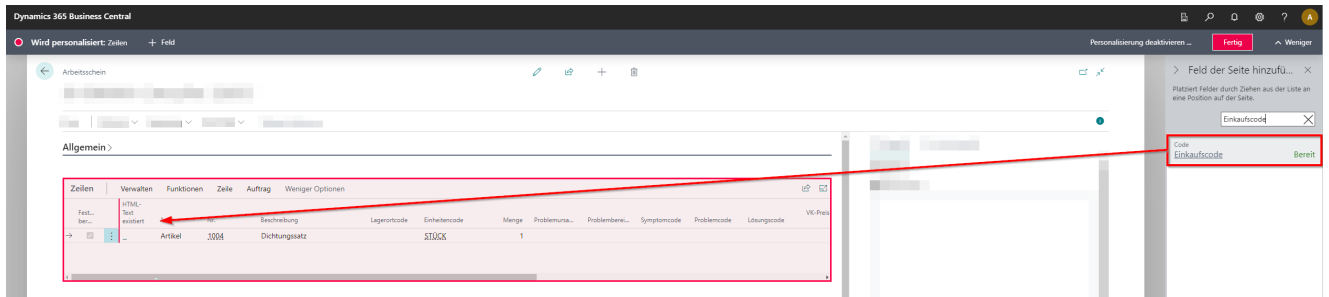 Dynamics 365 Business Central
?
A
Wird personalisiert: Zeilen
+ Feld
Personalisierung deaktivieren ...
Fertig
Weniger
Arbeitsschein
Feld der Seite hinzufü...
Platziert Felder durch Ziehen aus der Liste an
eine Position auf der Seite.
Einkaufscode
Code
Einkaufscode
Bereit
Allgemein >
Zeilen
Verwalten
Funktionen
Zeile
Auftrag
Weniger Optionen
Fest...
ber...
HTML-
Text
existiert
Nr.
Beschreibung
Lagerortcode
Einheitencode
Menge
Problemursa...
Problemberei...
Symptomcode
Problemcode
Lösungscode
VK-Preis
_
Artikel
1004
Dichtungssatz
STÜCK
1